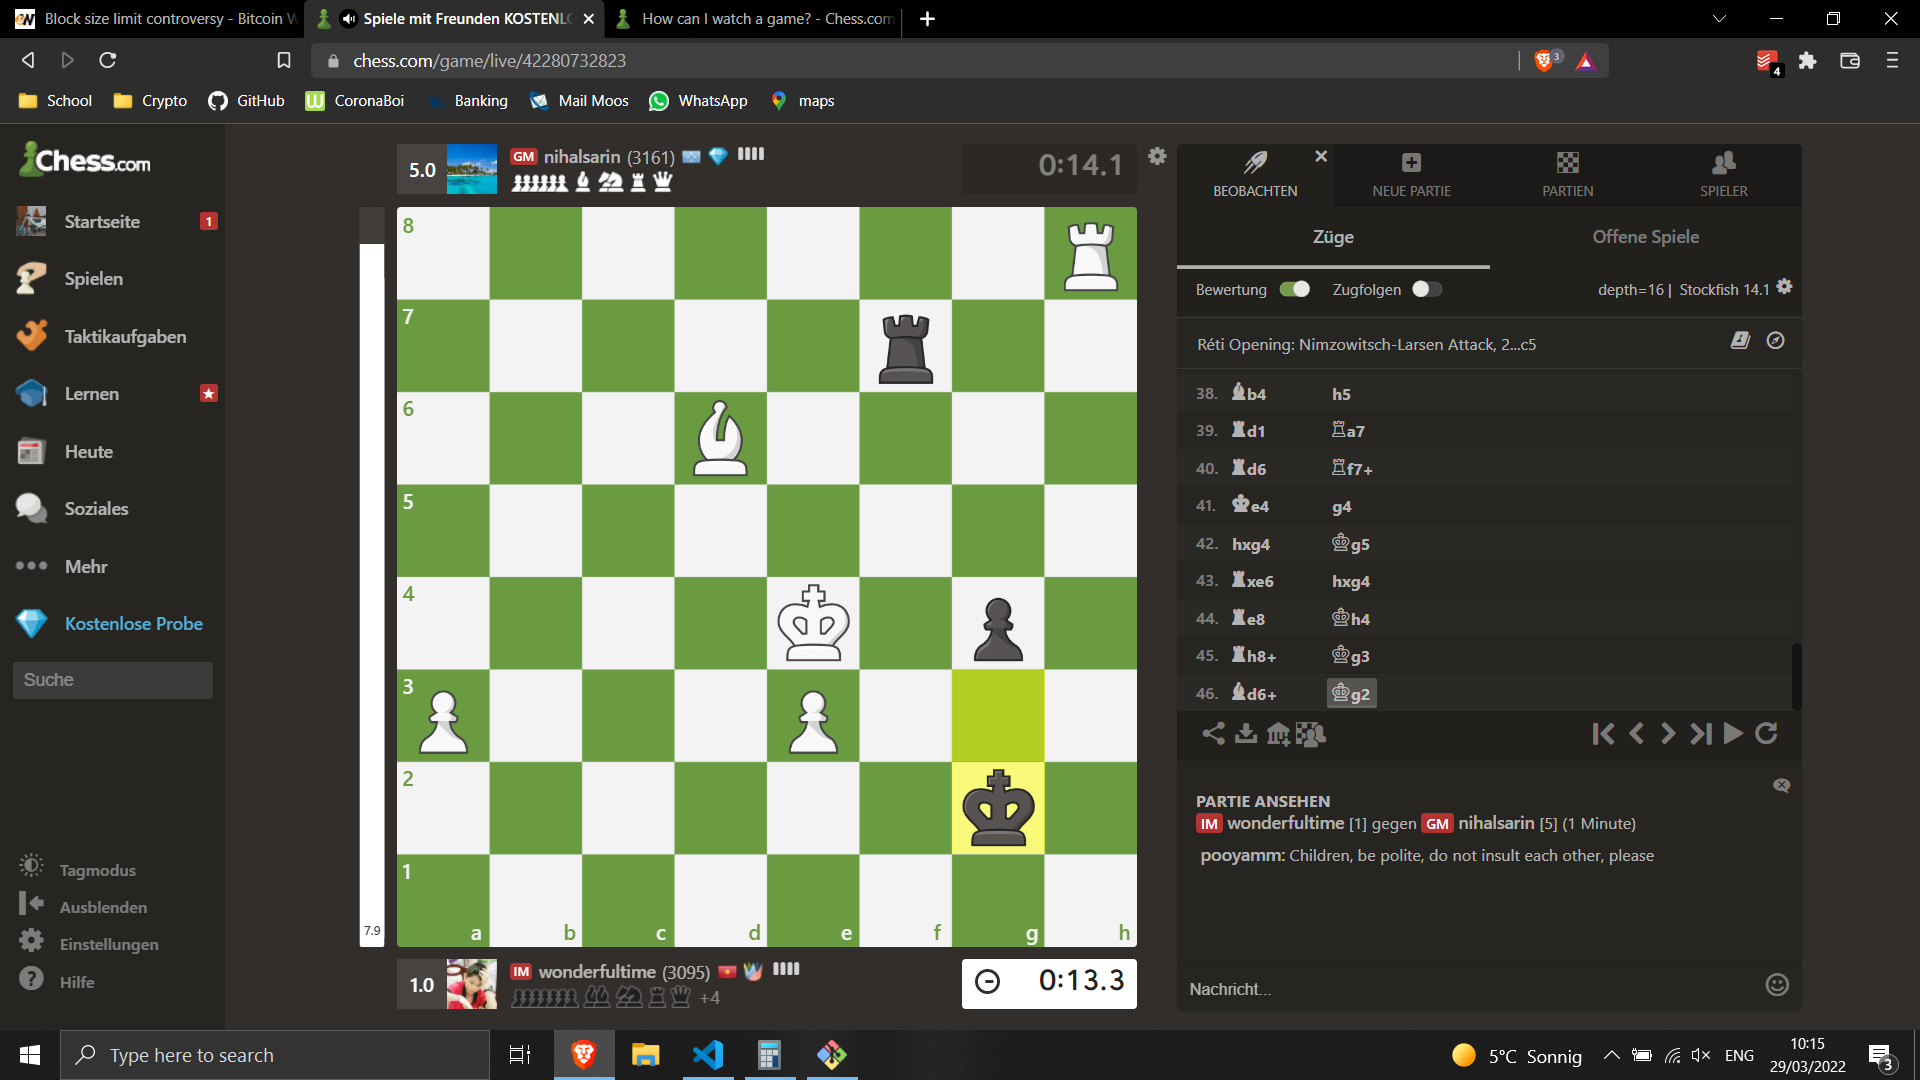 Block size limit controversy - Bitcoin W
Spiele mit Freunden KOSTENLO
How can I watch a game? - Chess.com
chess.com/game/live/42280732823
3
4
School
Crypto
GitHub
CoronaBoi
Banking
Mail Moos
WhatsApp
maps
Chess.com
Startseite
1
Spielen
Taktikaufgaben
Lernen
Heute
Soziales
Mehr
Kostenlose Probe
Suche
Tagmodus
Ausblenden
Einstellungen
Hilfe
5.0
GM nihalsarin (3161)
0:14.1
7.9
8
7
6
5
4
3
2
1
a b c d e f g h
1.0
IM wonderfultime (3095)
+4
0:13.3
BEOBACHTEN
NEUE PARTIE
PARTIEN
SPIELER
Züge
Offene Spiele
Bewertung
Zugfolgen
depth=16 | Stockfish 14.1
Réti Opening: Nimzowitsch-Larsen Attack, 2...c5
38. b4 h5
39. d1 a7
40. d6 f7+
41. e4 g4
42. hxg4 g5
43. xe6 hxg4
44. e8 h4
45. h8+ g3
46. d6+ g2
PARTIE ANSEHEN
IM wonderfultime [1] gegen GM nihalsarin [5] (1 Minute)
pooyamm: Children, be polite, do not insult each other, please
Nachricht...
Type here to search
5°C Sonnig
ENG
10:15
29/03/2022
3